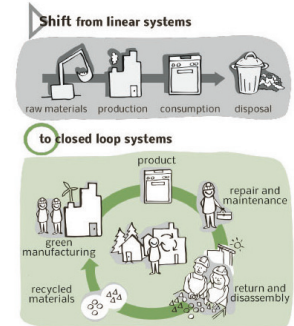 Shift from linear systems
raw materials production consumption disposal
to closed loop systems
product
repair and
maintenance
green
manufacturing
recycled
materials
return and
disassembly